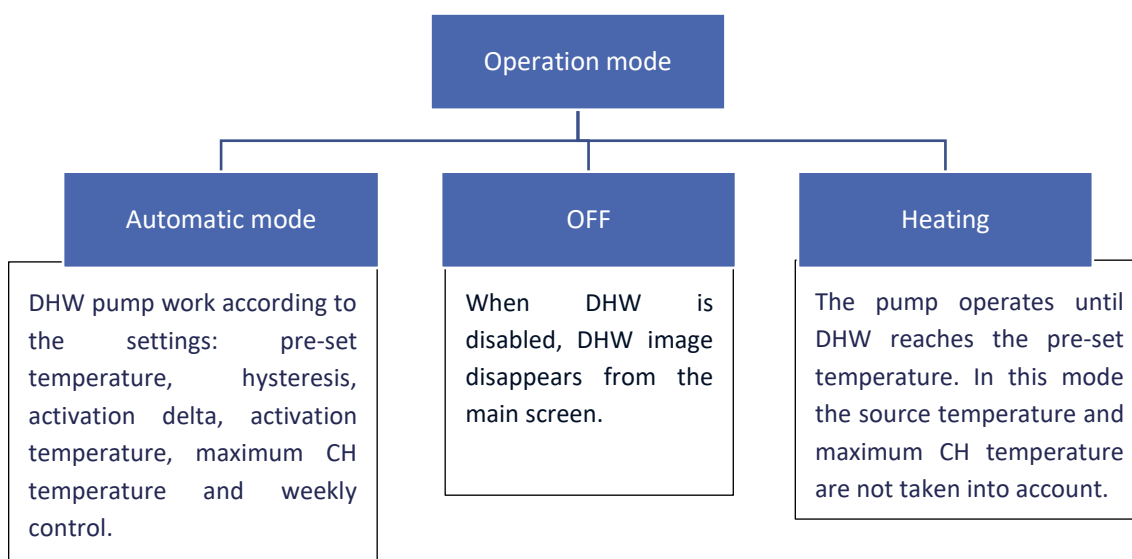 Operation mode
Automatic mode
DHW pump work according to
the settings: pre-set
temperature, hysteresis,
activation delta, activation
temperature, maximum CH
temperature and weekly
control.
OFF
When DHW is
disabled, DHW image
disappears from the
main screen.
Heating
The pump operates until
DHW reaches the pre-set
temperature. In this mode
the source temperature and
maximum CH temperature
are not taken into account.